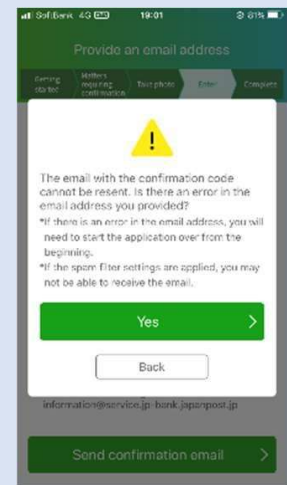 SoftBank 4G
19:01
81%
Provide an email address
Getting started
Matters requiring confirmation
Take photo
Enter
Complete
The email with the confirmation code
cannot be resent. Is there an error in the
email address you provided?
*If there is an error in the email address, you will
need to start the application over from the
beginning.
*If the spam filter settings are applied, you may
not be able to receive the email.
Yes
Back
information@service.jp-bank.japanpost.jp
Send confirmation email